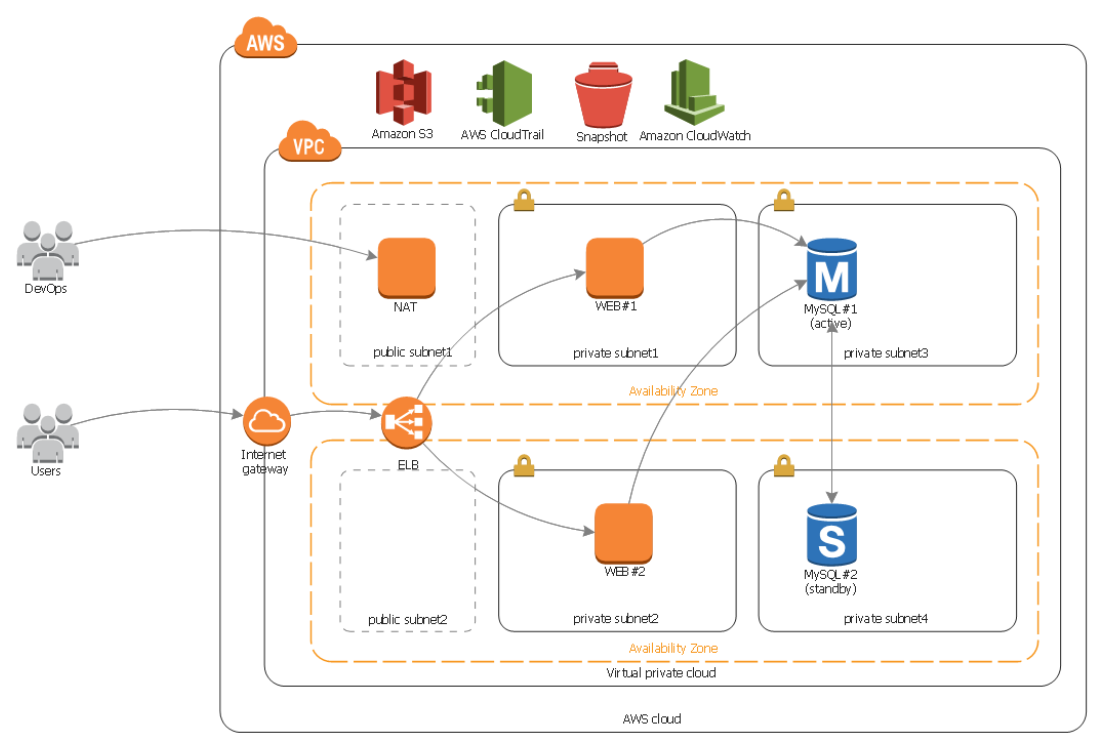 AWS
Amazon S3
AWS CloudTrail
Snapshot
Amazon CloudWatch
VPC
DevOps
NAT
public subnet1
WEB#1
private subnet1
M
MySQL#1
(active)
private subnet3
Availability Zone
Users
Internet
gateway
ELB
public subnet2
WEB#2
private subnet2
S
MySQL#2
(standby)
private subnet4
Availability Zone
Virtual private cloud
AWS cloud